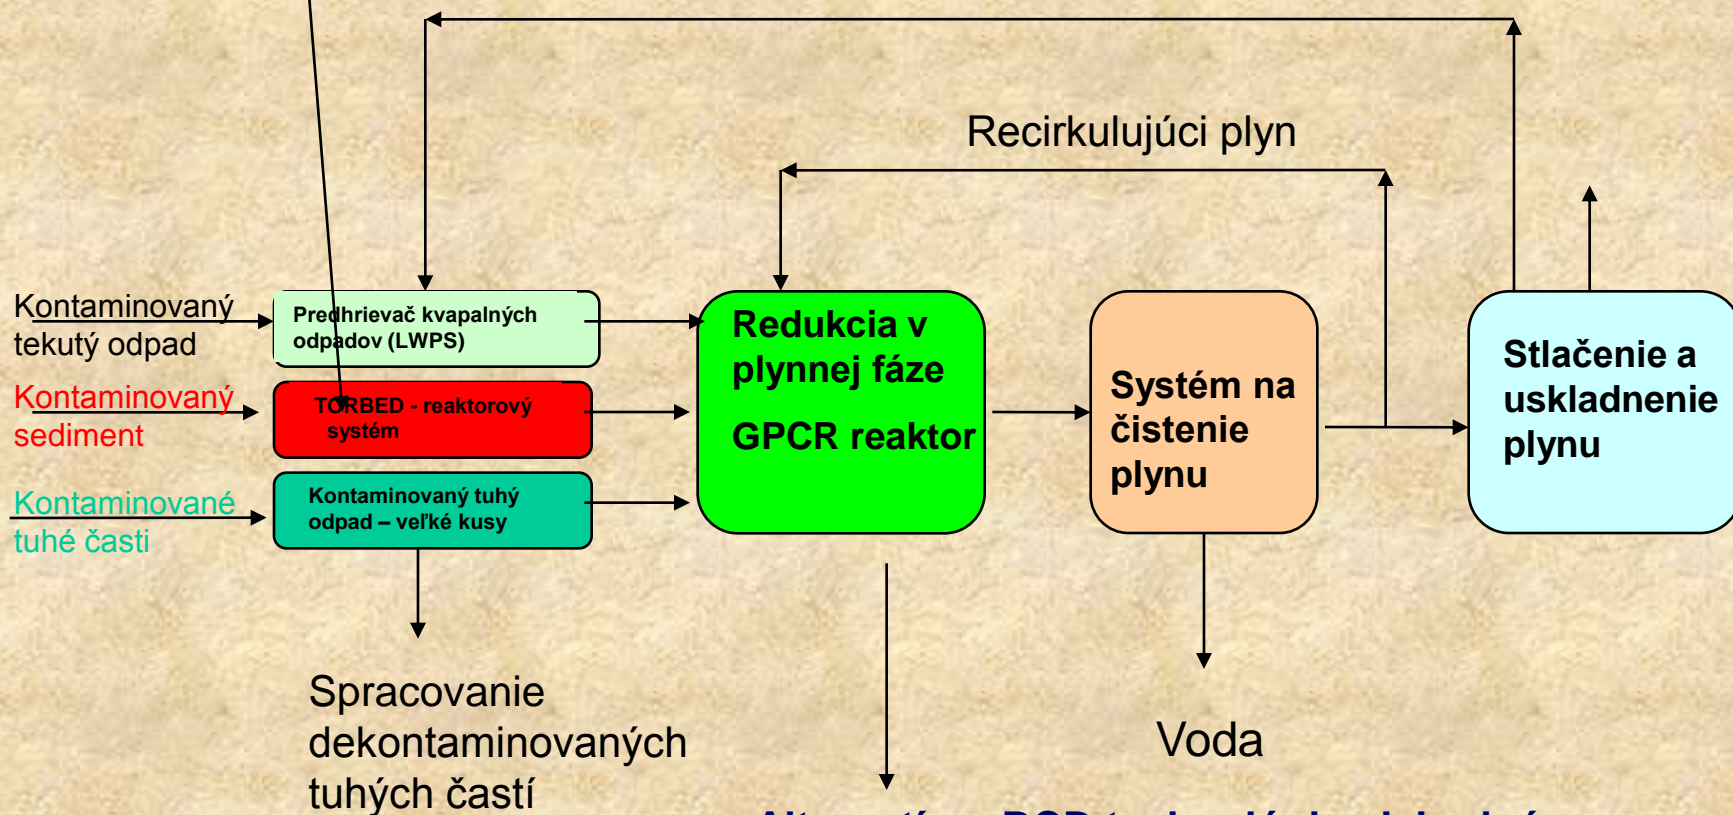 Recirkulujúci plyn
Kontaminovaný
tekutý odpad
Kontaminovaný
sediment
Kontaminované
tuhé časti
Predhrievač kvapalných
odpadov (LWPS)
TORBED - reaktorový
systém
Kontaminovaný tuhý
odpad – veľké kusy
Redukcia v
plynnej fáze
GPCR reaktor
Systém na
čistenie
plynu
Stlačenie a
uskladnenie
plynu
Spracovanie
dekontaminovaných
tuhých častí
Voda